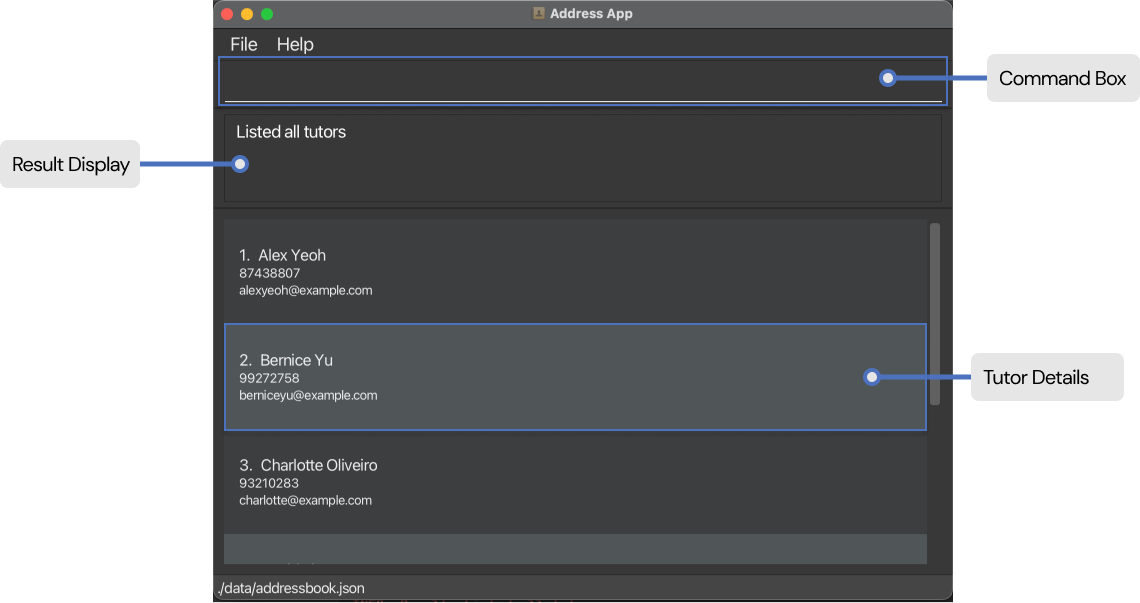 Address App
File Help
Command Box
Listed all tutors
Result Display
1. Alex Yeoh
87438807
alexyeoh@example.com
2. Bernice Yu
99272758
berniceyu@example.com
Tutor Details
3. Charlotte Oliveiro
93210283
charlotte@example.com
./data/addressbook.json